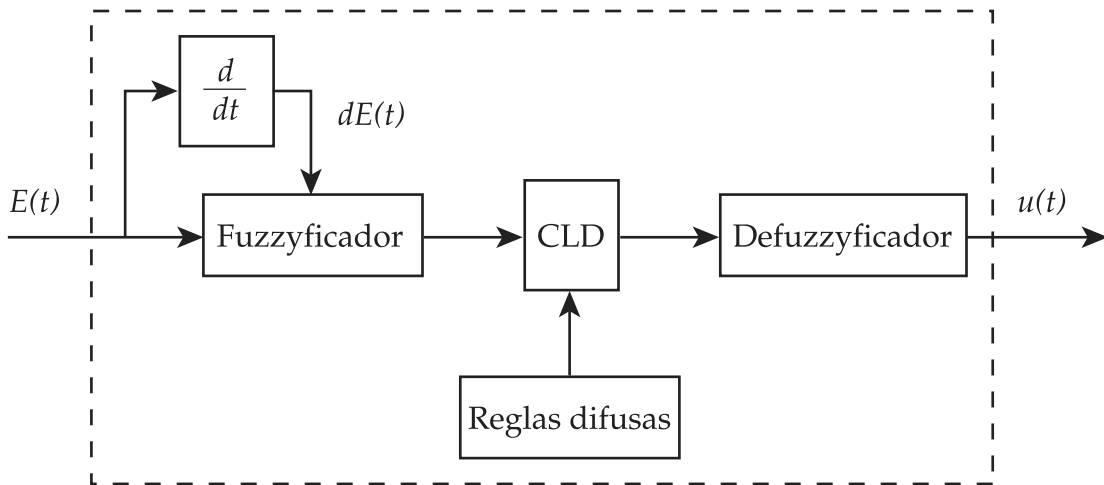 d
dt
dE(t)
E(t)
Fuzzyficador
CLD
Defuzzyficador
u(t)
Reglas difusas